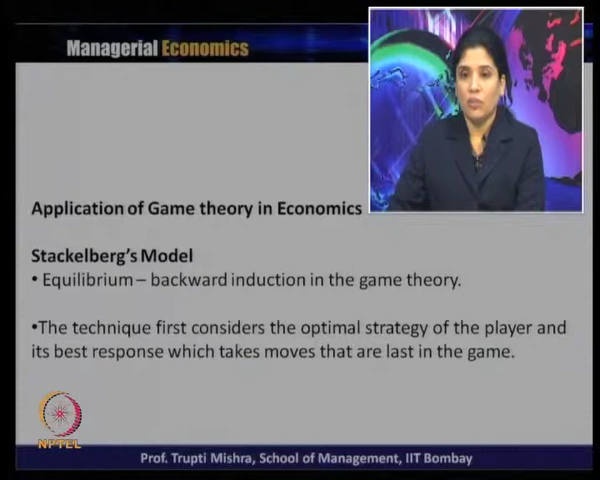 Managerial Economics
Application of Game theory in Economics
Stackelberg's Model
• Equilibrium – backward induction in the game theory.
•The technique first considers the optimal strategy of the player and
its best response which takes moves that are last in the game.
NPTEL
Prof. Trupti Mishra, School of Management, IIT Bombay